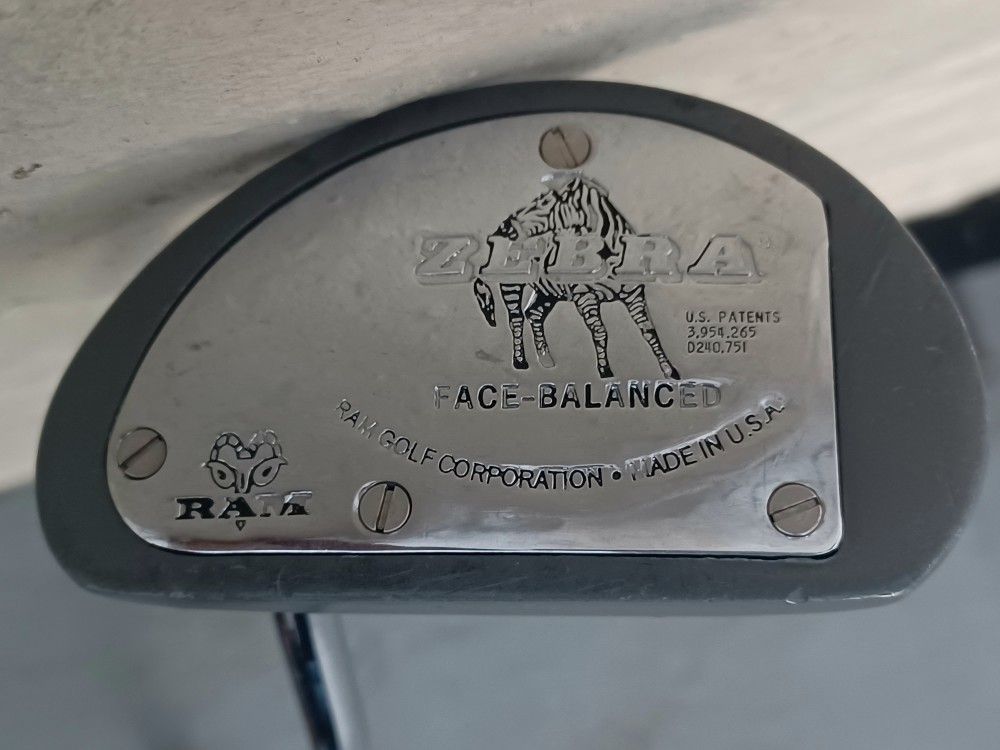 ZEBRA
U.S. PATENTS
3,954,265
D240,751
FACE-BALANCED
RAM GOLF CORPORATION • MADE IN U.S.A.
RAM